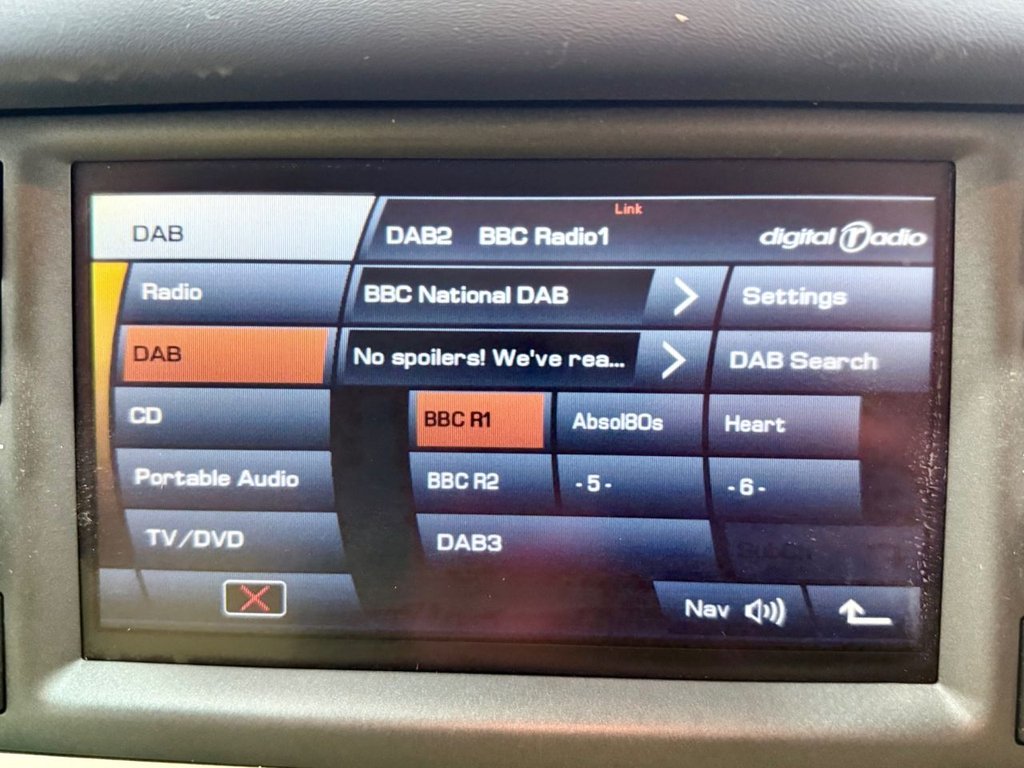 Link
DAB
DAB2 BBC Radio1
digital radio
Radio
BBC National DAB
Settings
DAB
No spoilers! We've rea...
DAB Search
CD
BBC R1
Absol80s
Heart
Portable Audio
BBC R2
-5-
-6-
TV/DVD
DAB3
Nav